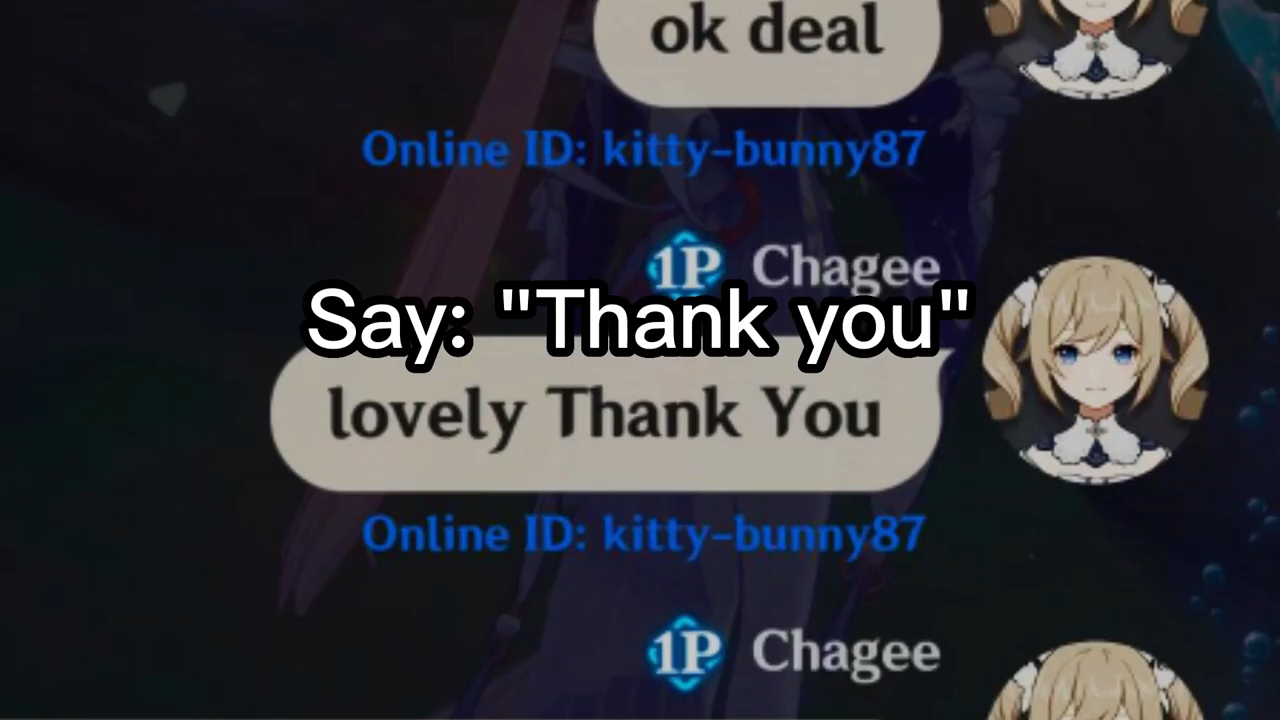 ok deal
Online ID: kitty-bunny87
1P Chagee
Say: "Thank you"
lovely Thank You
Online ID: kitty-bunny87
1P Chagee